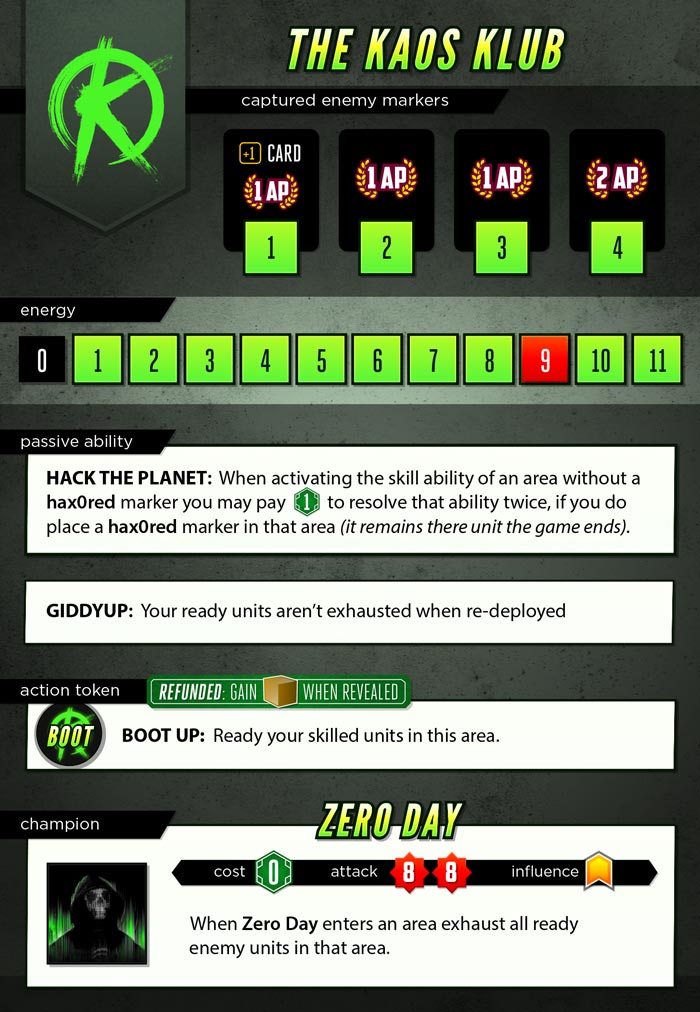 THE KAOS KLUB
captured enemy markers
+1 CARD
1 AP
1 AP
1 AP
2 AP
1 2 3 4
energy
0 1 2 3 4 5 6 7 8 9 10 11
passive ability
HACK THE PLANET: When activating the skill ability of an area without a
hax0red marker you may pay 1 to resolve that ability twice, if you do
place a hax0red marker in that area (it remains there unit the game ends).
GIDDYUP: Your ready units aren't exhausted when re-deployed
action token
REFUNDED: GAIN WHEN REVEALED
BOOT
BOOT UP: Ready your skilled units in this area.
champion
ZERO DAY
cost 0 attack 8 8 influence
When Zero Day enters an area exhaust all ready
enemy units in that area.